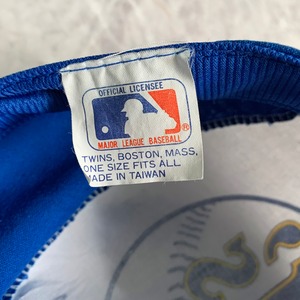 OFFICIAL LICENSEE
MAJOR LEAGUE BASEBALL®
TWINS, BOSTON, MASS.
ONE SIZE FITS ALL
MADE IN TAIWAN